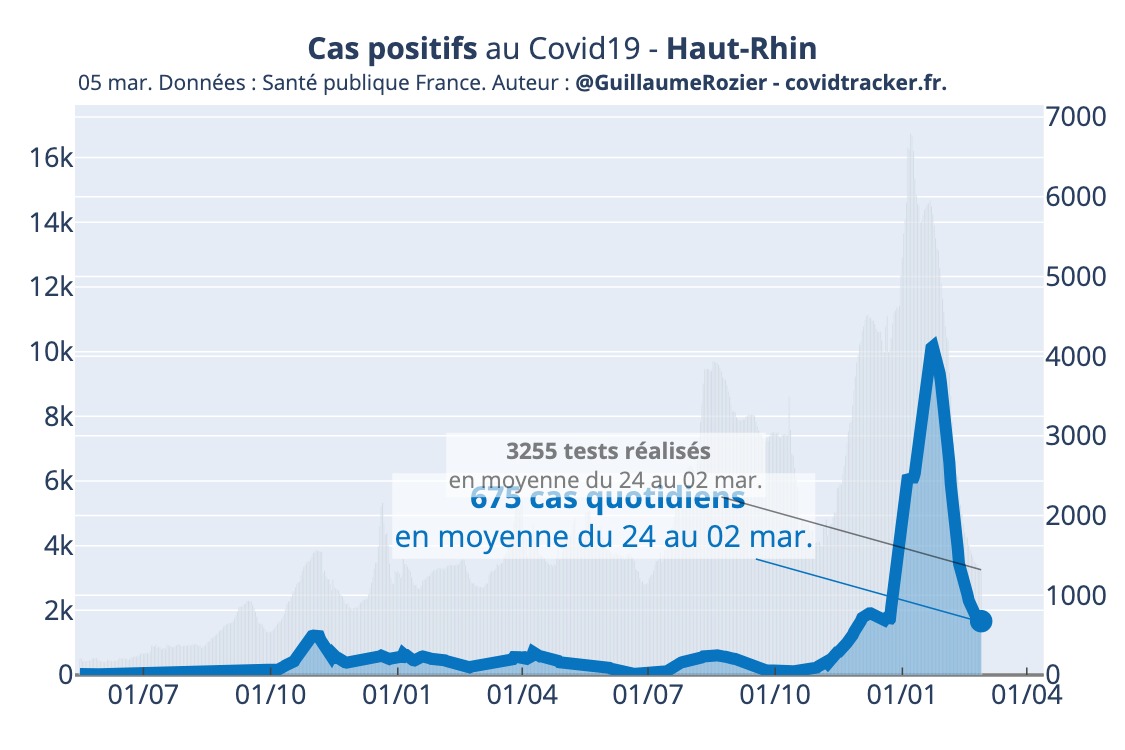 Cas positifs au Covid19 - Haut-Rhin
05 mar. Données : Santé publique France. Auteur : @GuillaumeRozier - covidtracker.fr.
7000
16k
6000
14k
5000
12k
10k
4000
8k
3000
3255 tests réalisés
en moyenne du 24 au 02 mar.
6k
675 cas quotidiens
2000
en moyenne du 24 au 02 mar.
4k
1000
2k
0
0
01/07 01/10 01/01 01/04 01/07 01/10 01/01 01/04